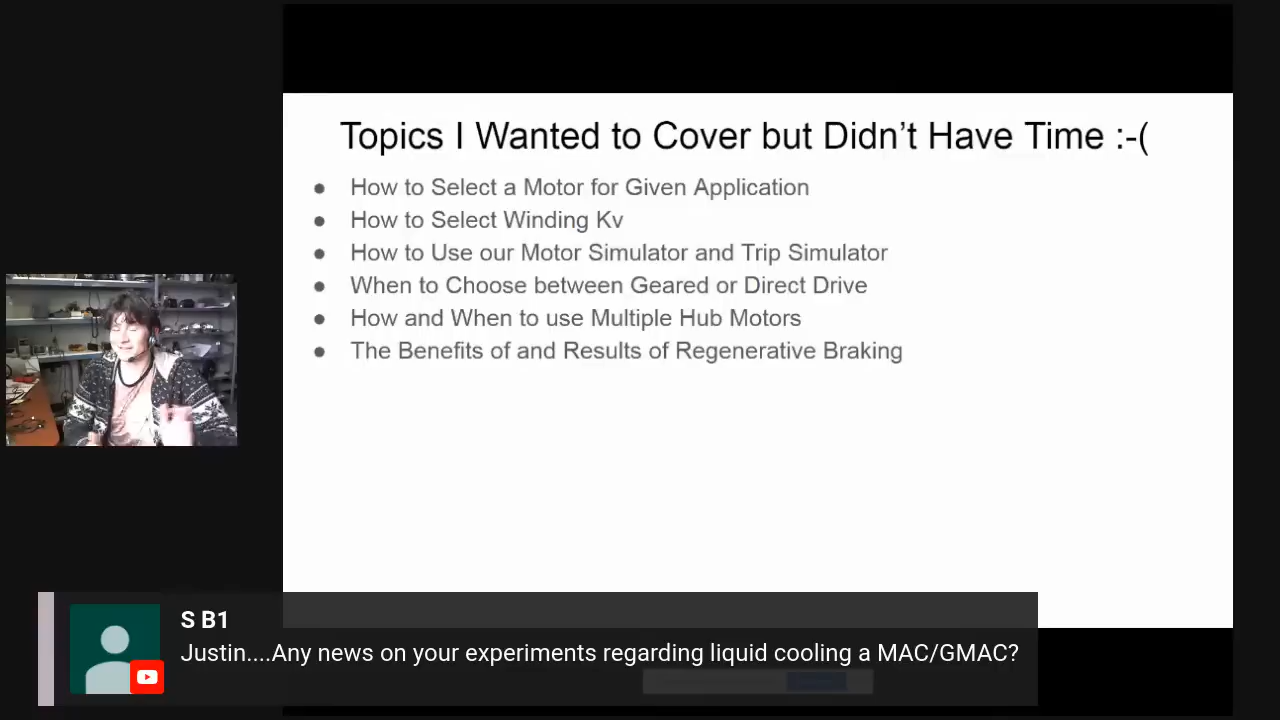 Topics I Wanted to Cover but Didn't Have Time :-(
● How to Select a Motor for Given Application
● How to Select Winding Kv
● How to Use our Motor Simulator and Trip Simulator
● When to Choose between Geared or Direct Drive
● How and When to use Multiple Hub Motors
● The Benefits of and Results of Regenerative Braking
S B1
Justin....Any news on your experiments regarding liquid cooling a MAC/GMAC?